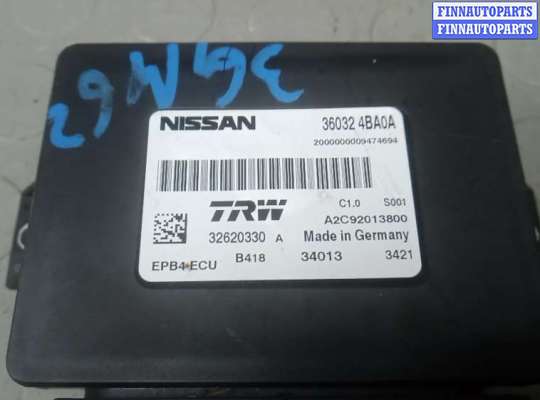 FINNAUTOPARTS
FINNAUTOPARTS
FINNAUTOPARTS
NISSAN 36032 4BA0A
2000000009474694
TRW C1.0 S001
A2C92013800
32620330 A Made in Germany
EPB4 ECU B418 34013 3421